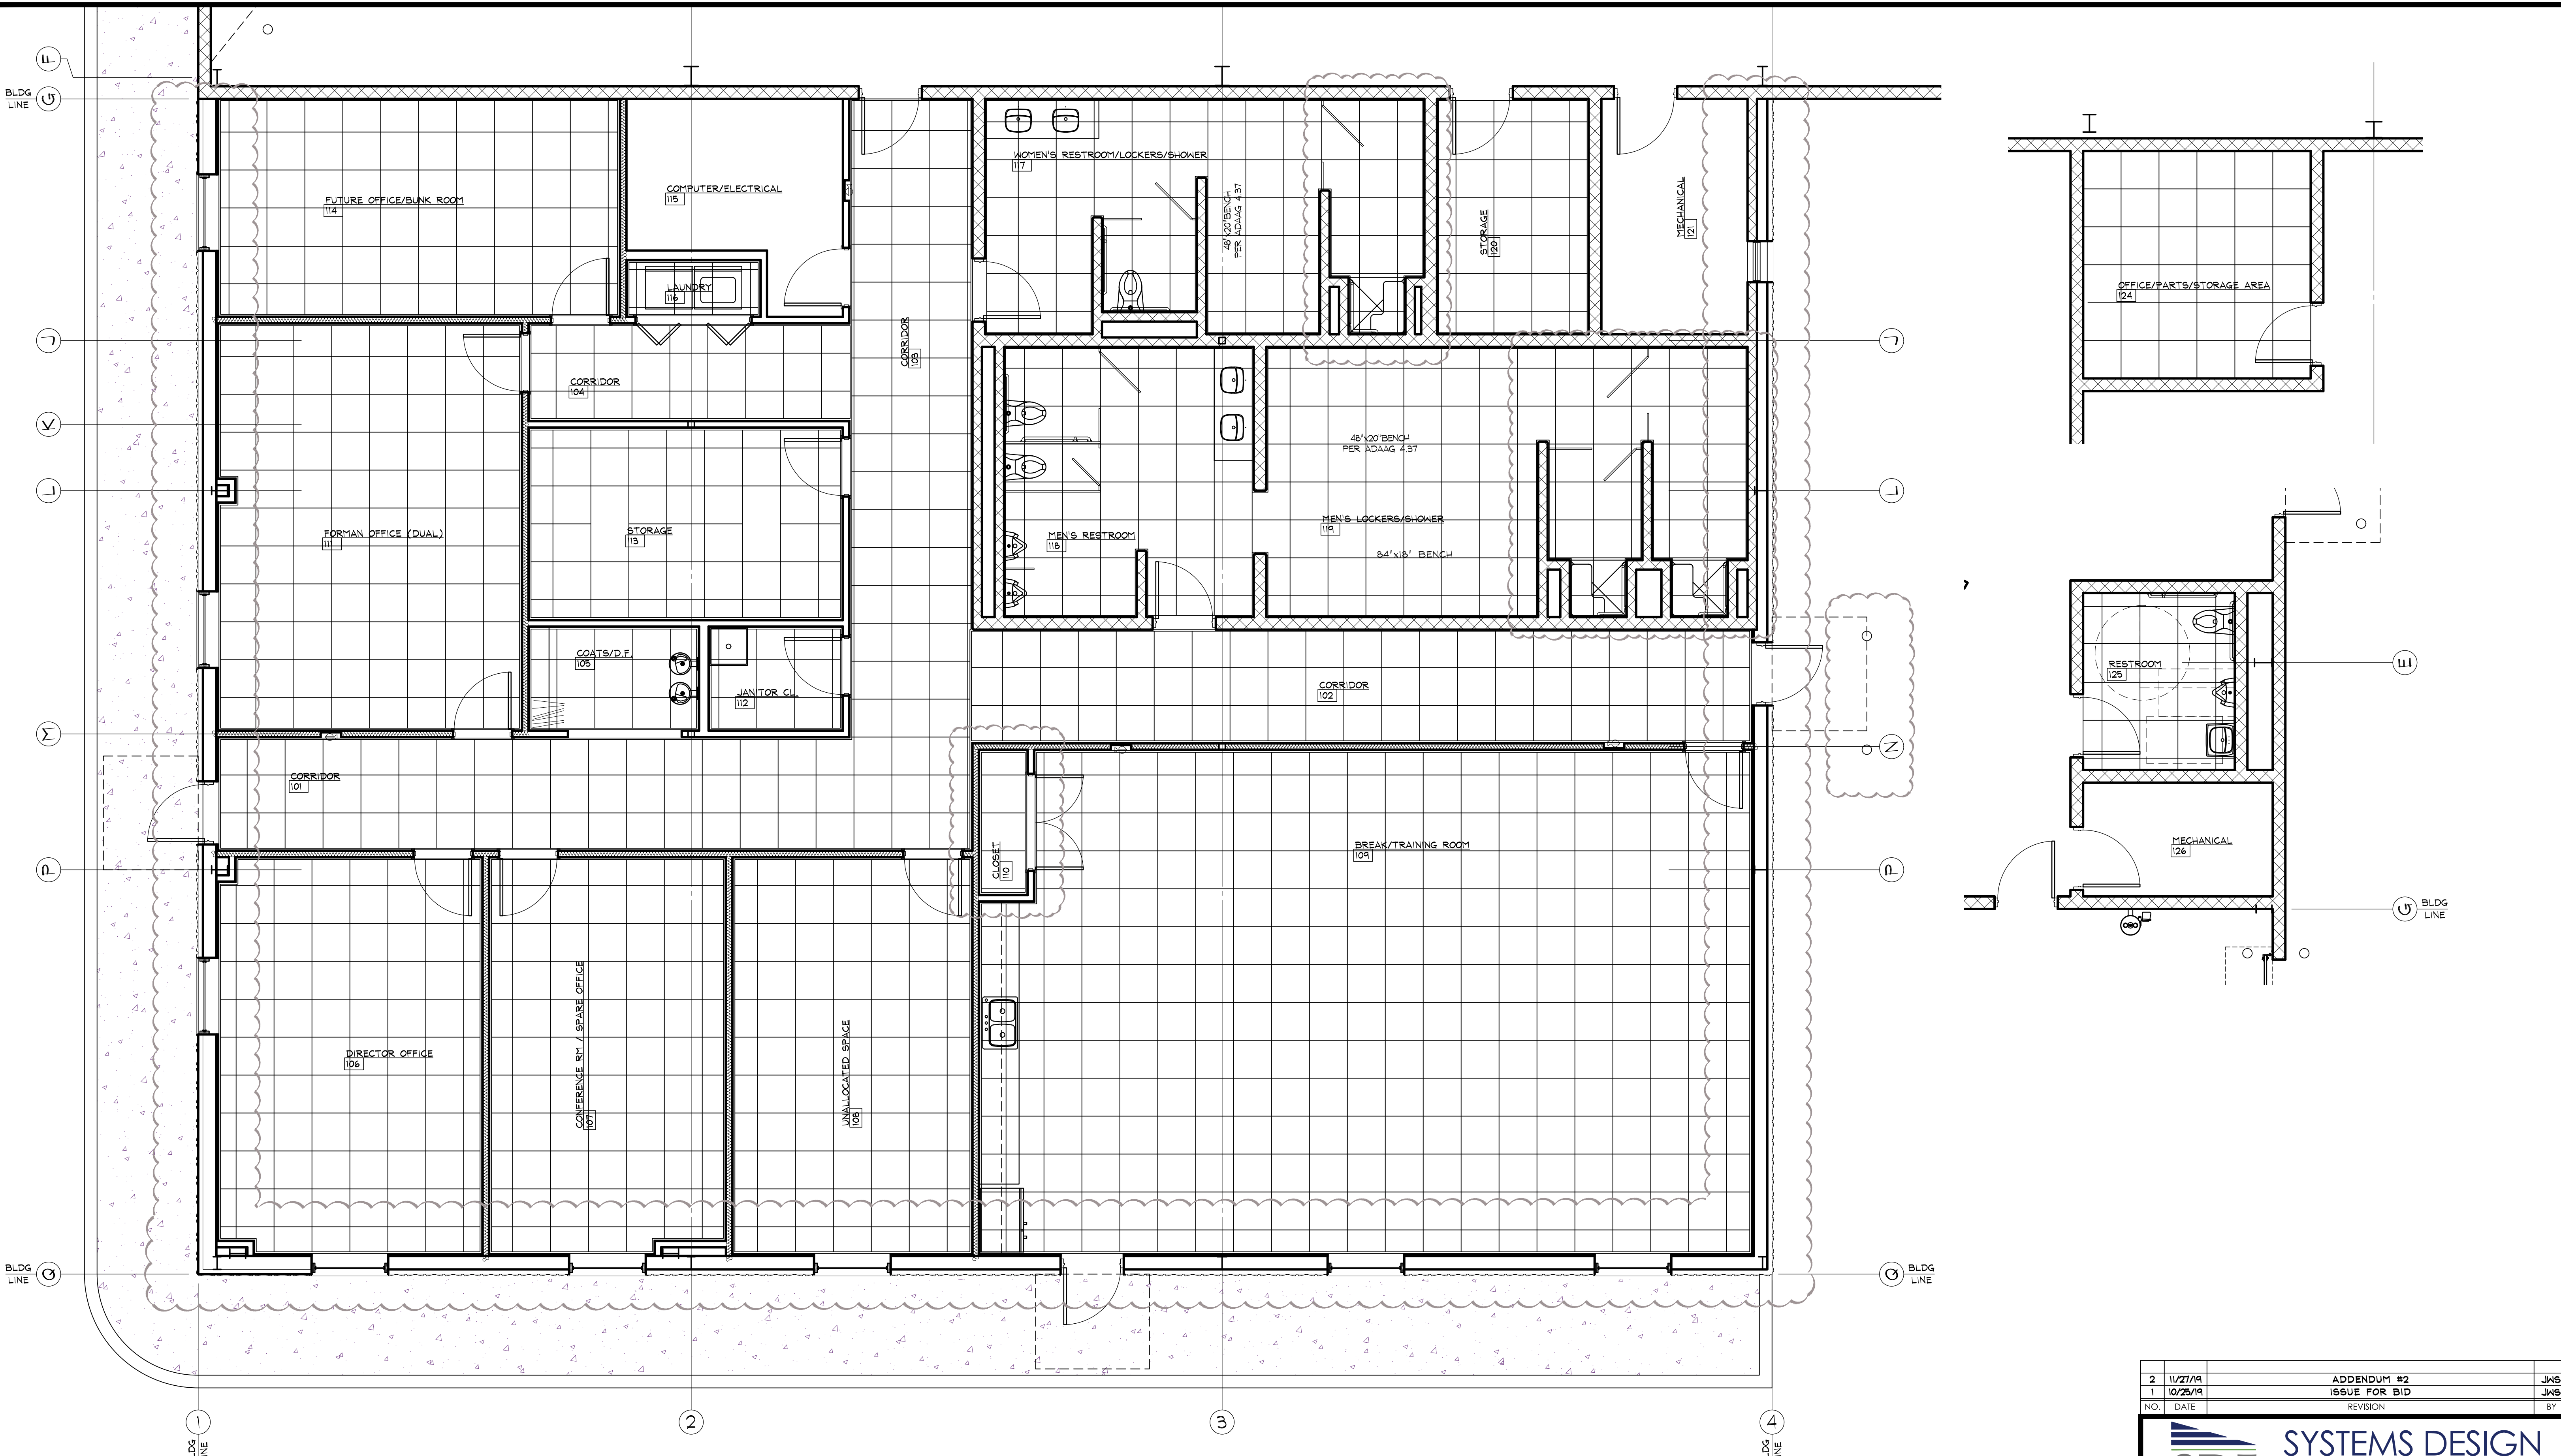 F
BLDG
LINE
G
FUTURE OFFICE/BUNK ROOM
114
COMPUTER/ELECTRICAL
115
LAUNDRY
116
WOMEN'S RESTROOM/LOCKERS/SHOWER
117
48"x20"BENCH
PER ADAAG 4.37
STORAGE
120
MECHANICAL
121
OFFICE/PARTS/STORAGE AREA
124
J
CORRIDOR
103
CORRIDOR
104
J
K
48"x20"BENCH
PER ADAAG 4.37
L
L
FORMAN OFFICE (DUAL)
111
STORAGE
113
MEN'S RESTROOM
118
MEN'S LOCKERS/SHOWER
119
84"x18" BENCH
COATS/D.F.
105
JANITOR CL.
112
CORRIDOR
102
RESTROOM
125
E
M
N
CORRIDOR
101
CLOSET
110
BREAK/TRAINING ROOM
109
MECHANICAL
126
P
P
G
BLDG
LINE
DIRECTOR OFFICE
106
CONFERENCE RM / SPARE OFFICE
107
UNALLOCATED SPACE
108
BLDG
LINE
Q
Q
BLDG
LINE
1
2
3
4
2 11/27/19 ADDENDUM #2 JWS
1 10/25/19 ISSUE FOR BID JWS
NO. DATE REVISION BY
SYSTEMS DESIGN